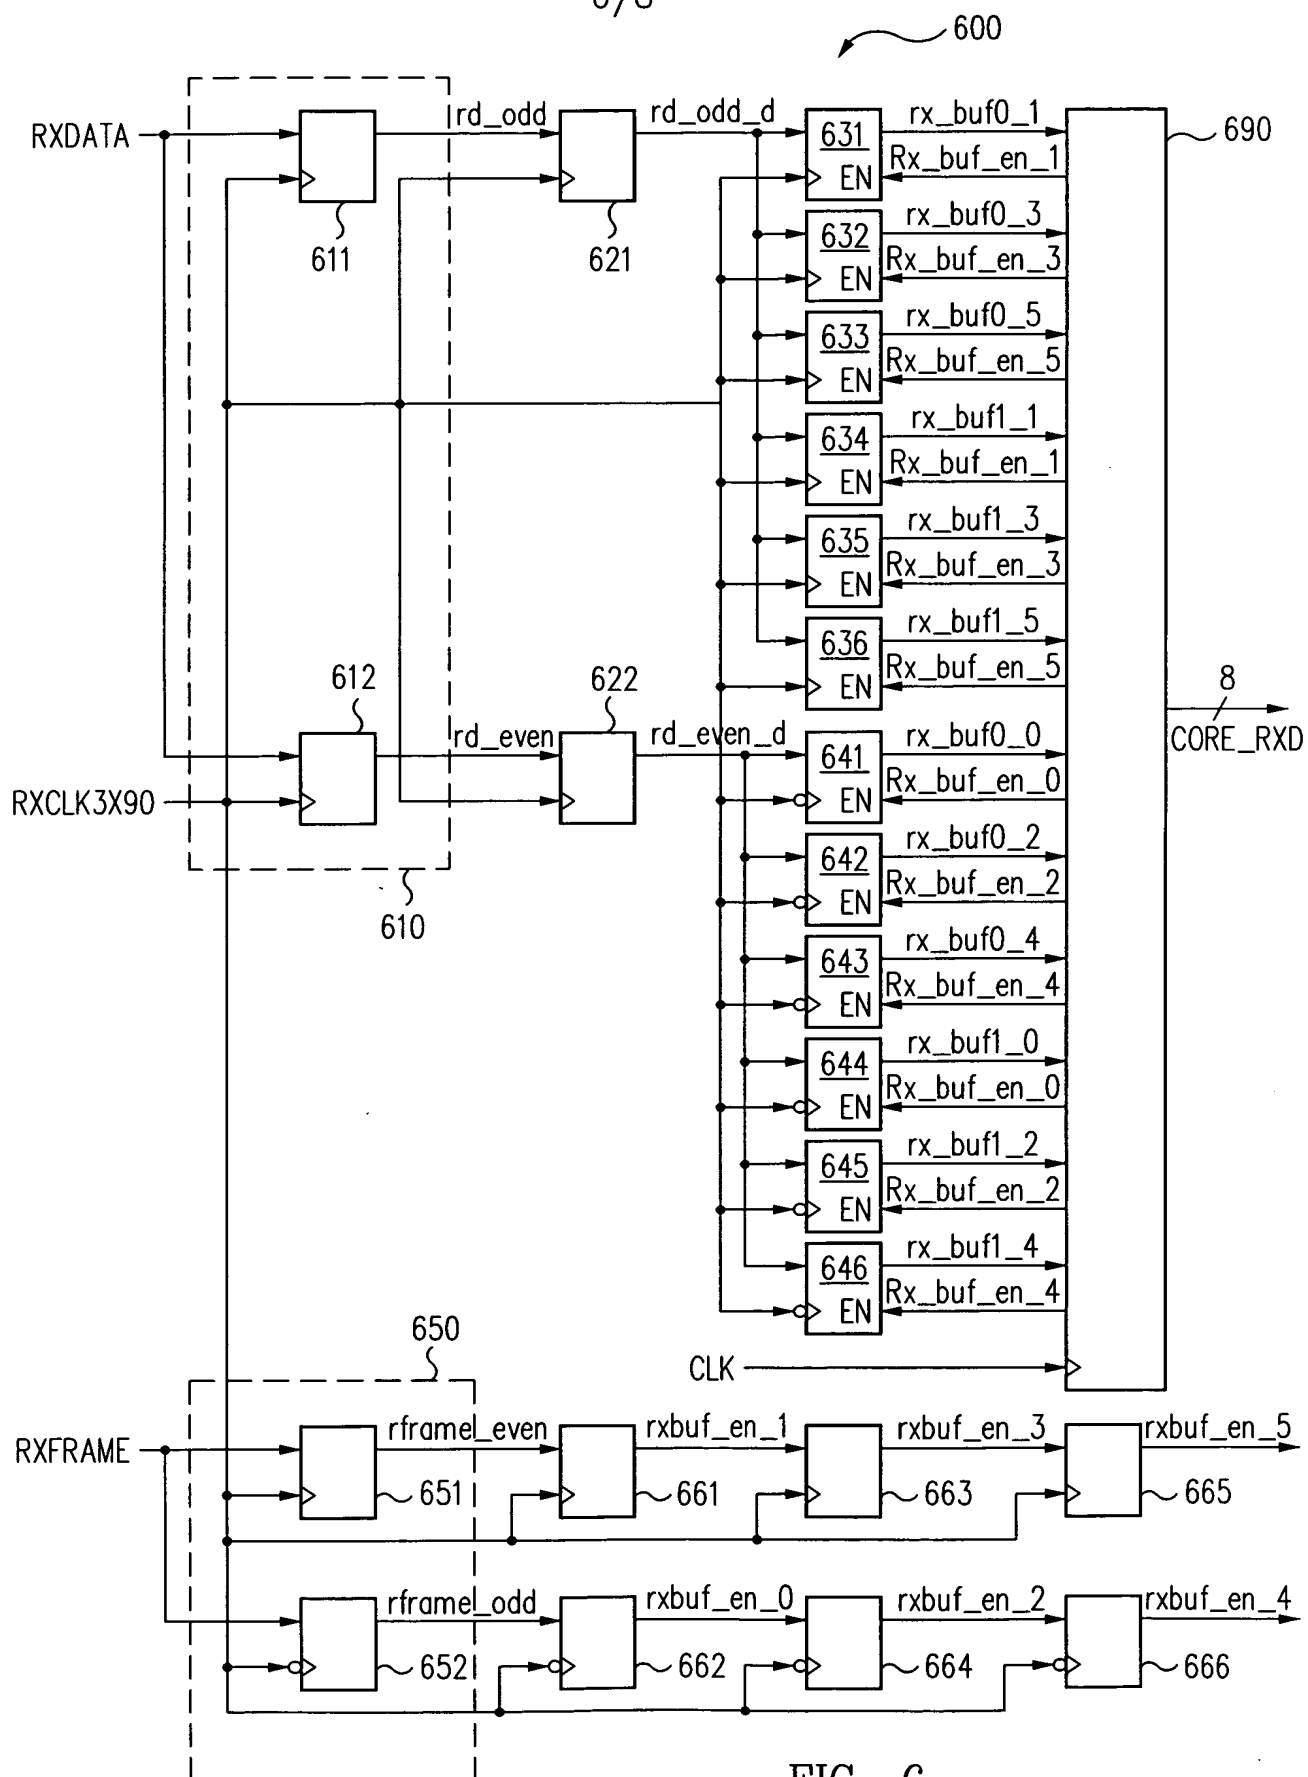 600
RXDATA
rd_odd
rd_odd_d
611
621
631
EN
rx_buf0_1
Rx_buf_en_1
690
632
EN
rx_buf0_3
Rx_buf_en_3
633
EN
rx_buf0_5
Rx_buf_en_5
634
EN
rx_buf1_1
Rx_buf_en_1
635
EN
rx_buf1_3
Rx_buf_en_3
636
EN
rx_buf1_5
Rx_buf_en_5
612
622
rd_even
rd_even_d
RXCLK3X90
610
641
EN
rx_buf0_0
Rx_buf_en_0
8
CORE_RXD
642
EN
rx_buf0_2
Rx_buf_en_2
643
EN
rx_buf0_4
Rx_buf_en_4
644
EN
rx_buf1_0
Rx_buf_en_0
645
EN
rx_buf1_2
Rx_buf_en_2
646
EN
rx_buf1_4
Rx_buf_en_4
CLK
650
RXFRAME
rframe_even
rxbuf_en_1
rxbuf_en_3
rxbuf_en_5
651
661
663
665
rframe_odd
rxbuf_en_0
rxbuf_en_2
rxbuf_en_4
652
662
664
666